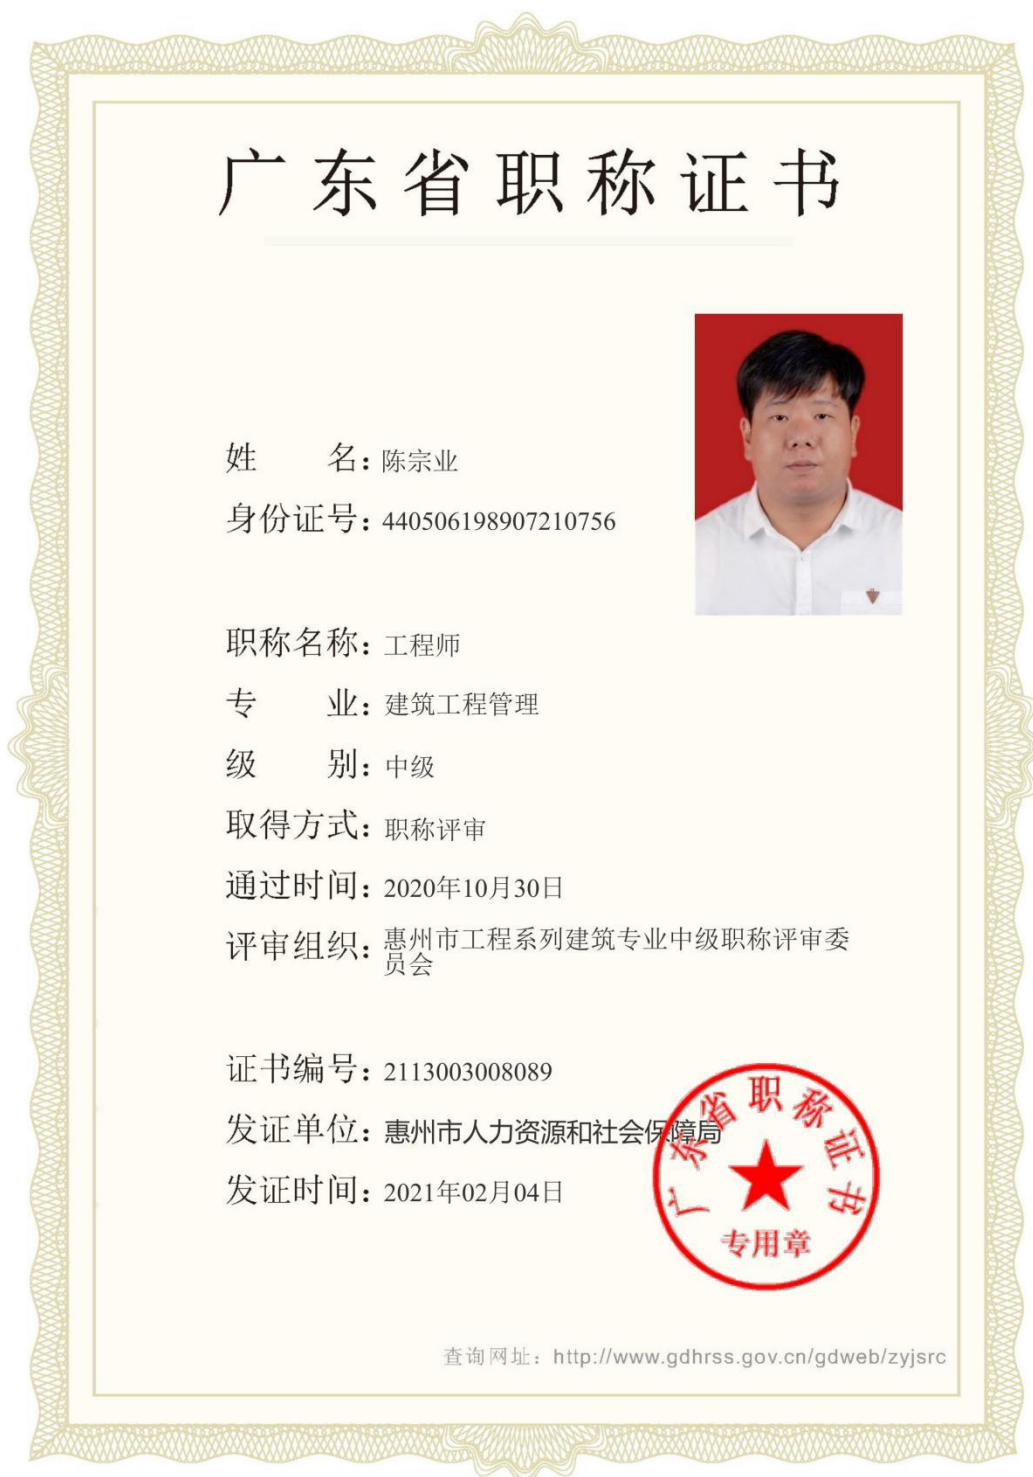 广东省职称证书
姓 名：陈宗业
身份证号：440506198907210756
职称名称：工程师
专 业：建筑工程管理
级 别：中级
取得方式：职称评审
通过时间：2020年10月30日
评审组织：惠州市工程系列建筑专业中级职称评审委
员会
证书编号：2113003008089
发证单位：惠州市人力资源和社会保障局
发证时间：2021年02月04日
广东省职称证书
专用章
查询网址：http://www.gdhrss.gov.cn/gdweb/zyjsrc